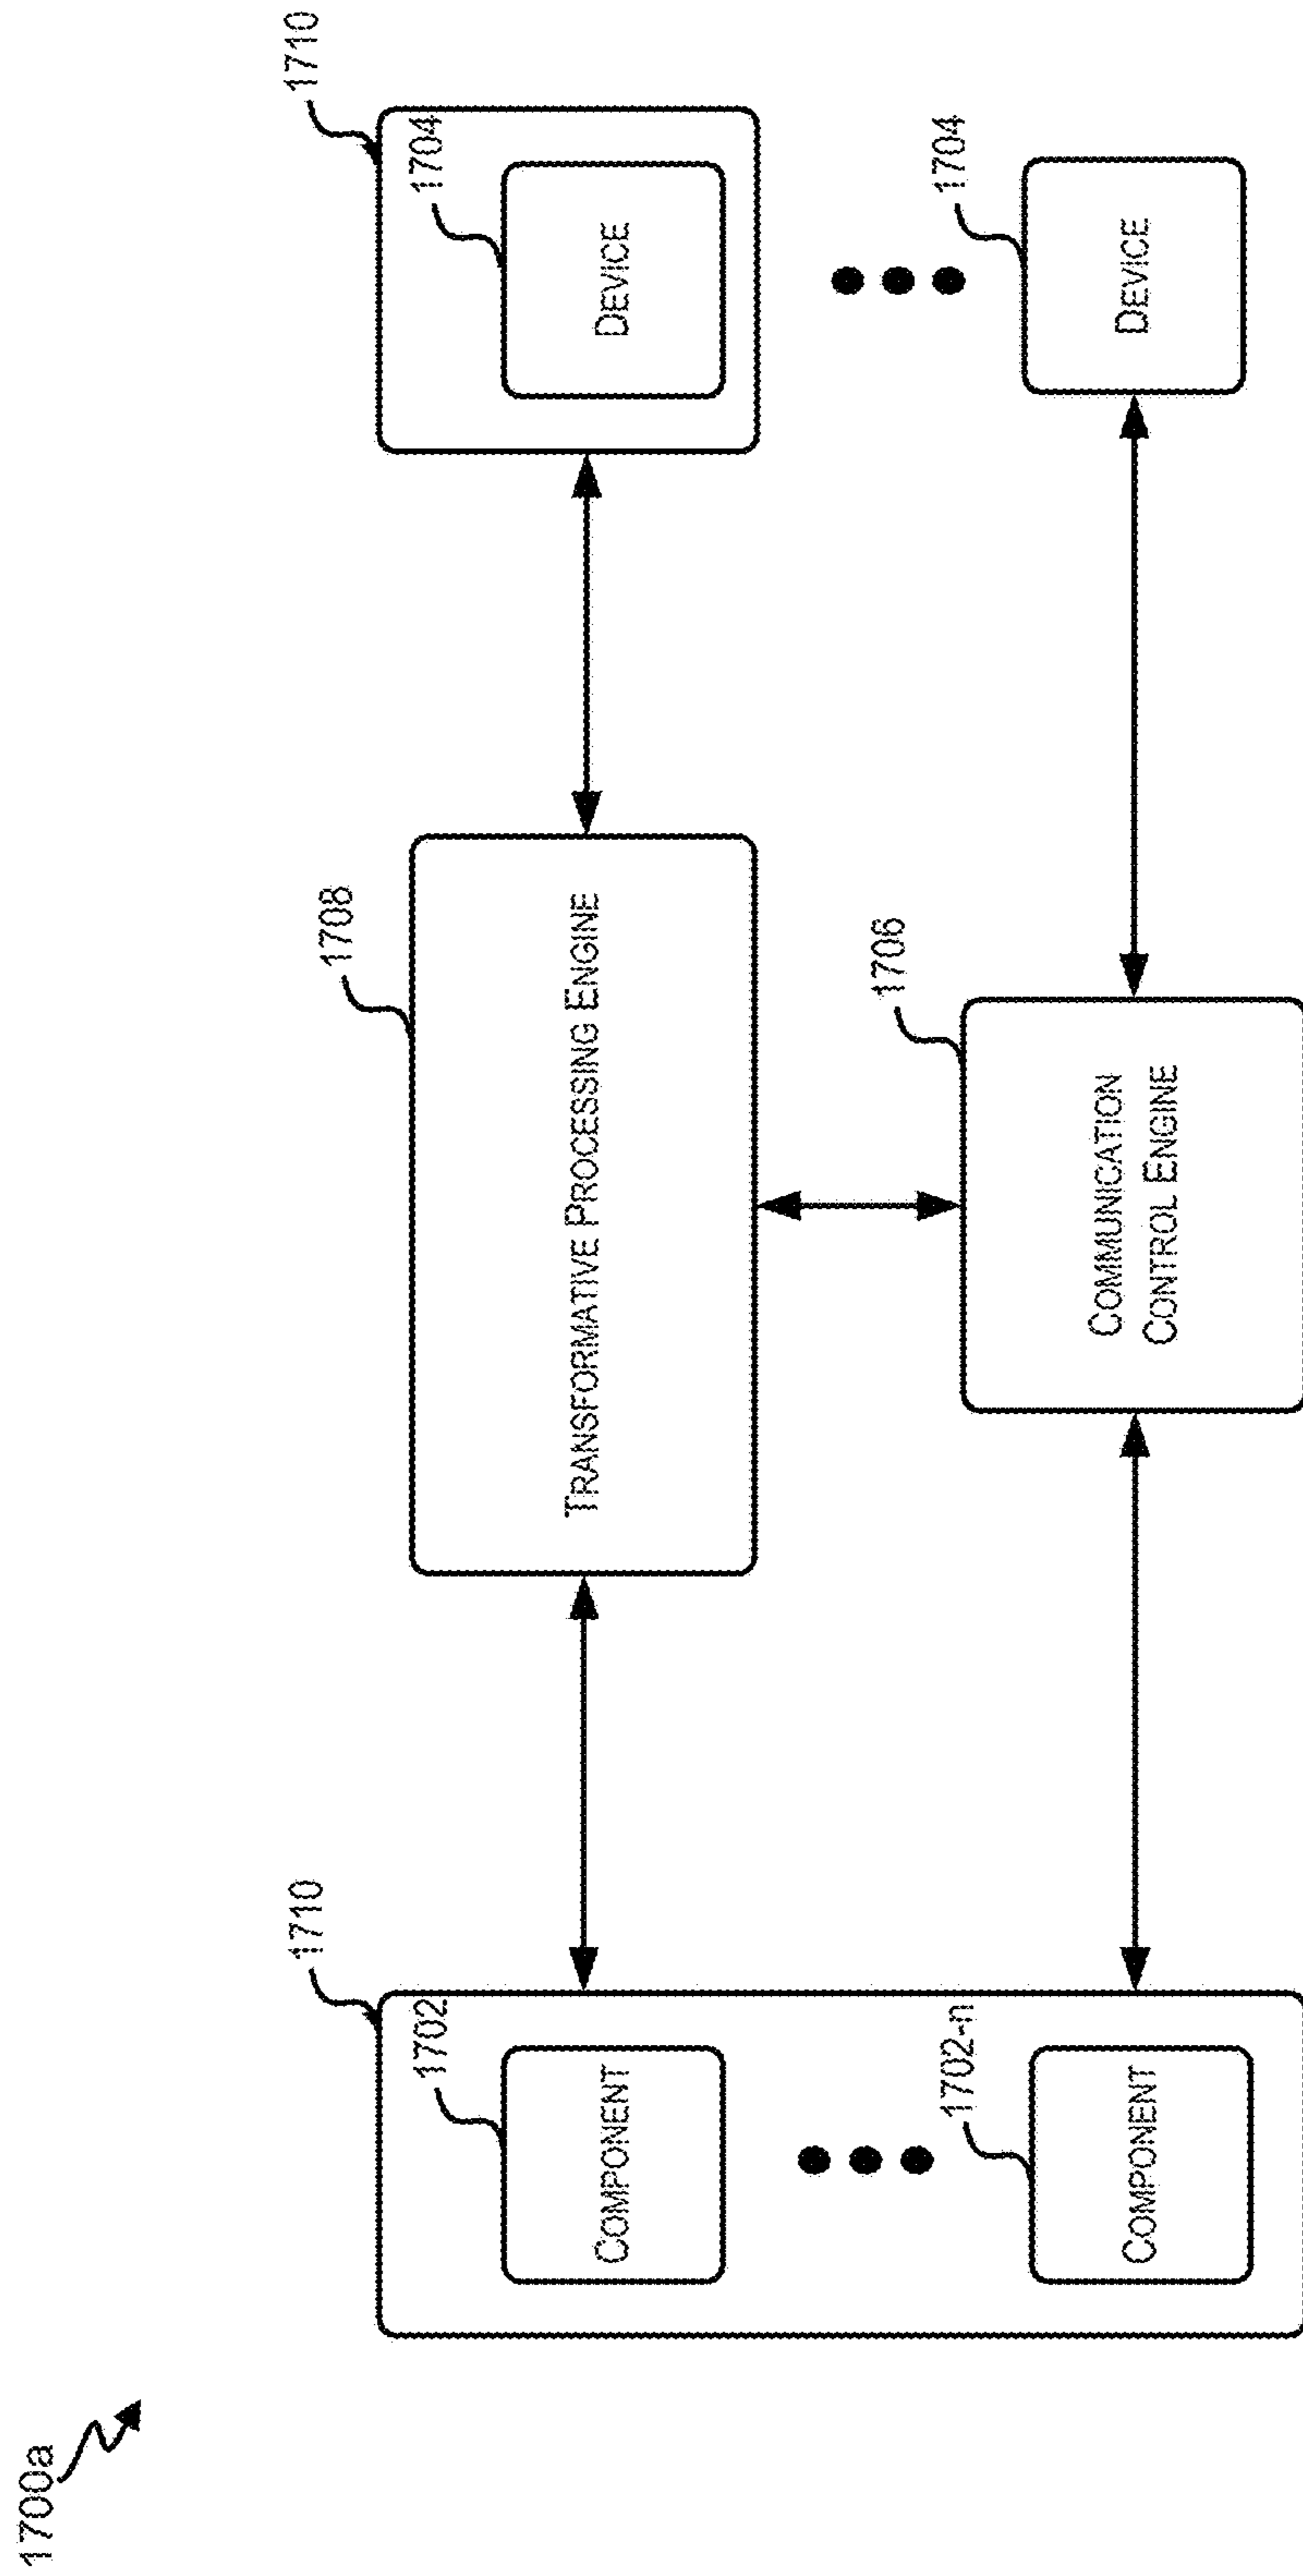 1700a
1710
1702
COMPONENT
1702-n
COMPONENT
1708
TRANSFORMATIVE PROCESSING ENGINE
1706
COMMUNICATION
CONTROL ENGINE
1710
1704
DEVICE
1704
DEVICE